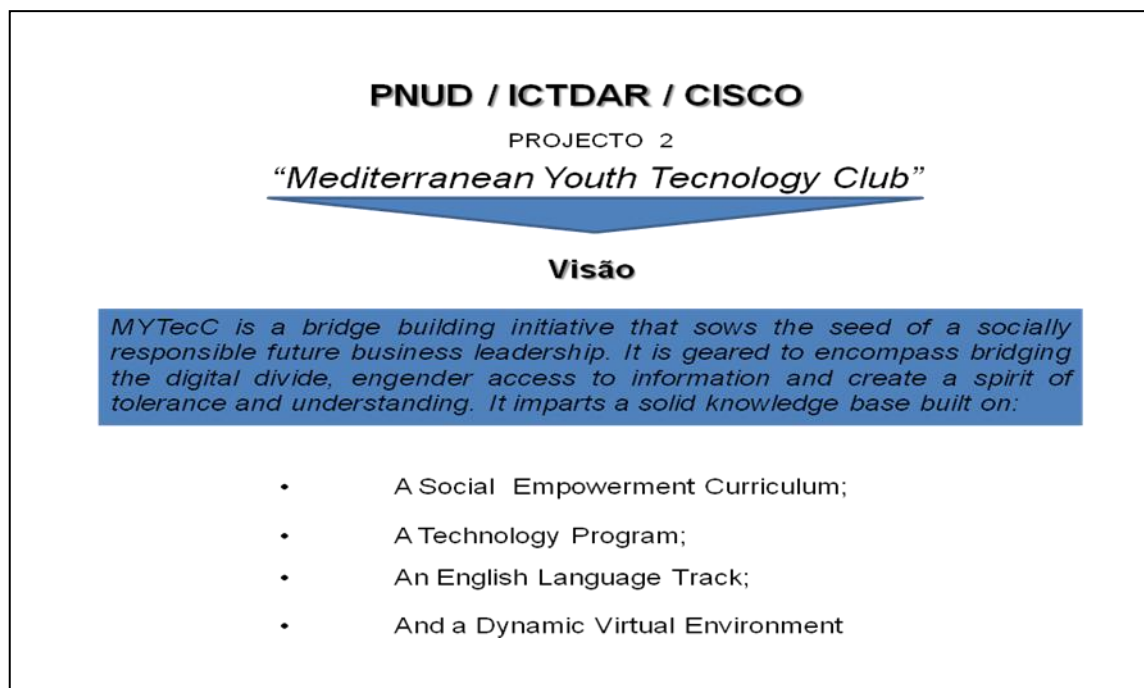 PNUD / ICTDAR / CISCO
PROJECTO 2
“Mediterranean Youth Tecnology Club”
Visão
MYTecC is a bridge building initiative that sows the seed of a socially
responsible future business leadership. It is geared to encompass bridging
the digital divide, engender access to information and create a spirit of
tolerance and understanding. It imparts a solid knowledge base built on:
• A Social Empowerment Curriculum;
• A Technology Program;
• An English Language Track;
• And a Dynamic Virtual Environment